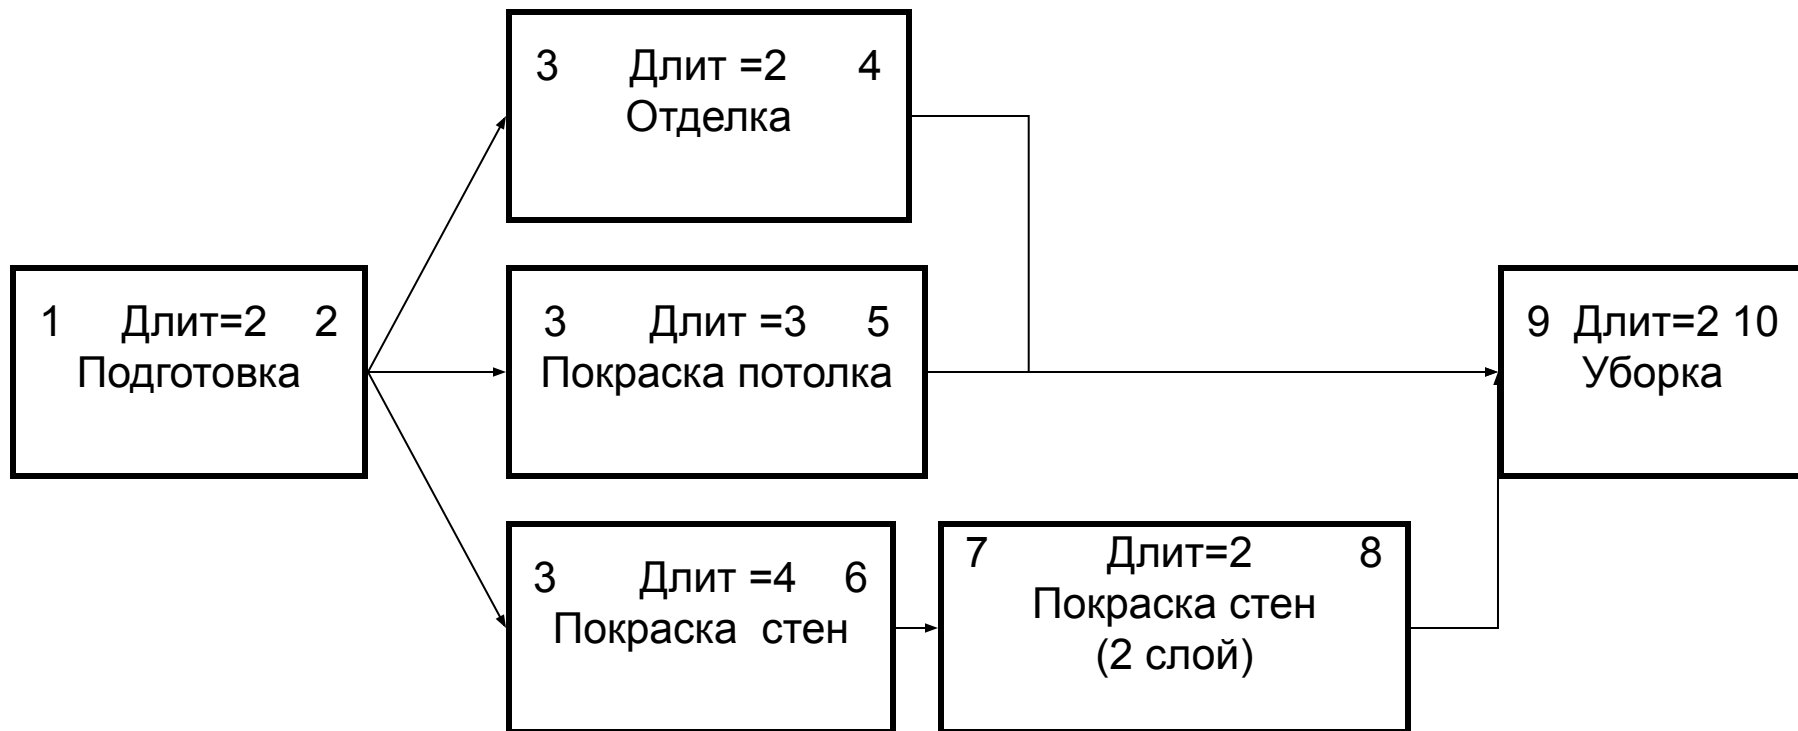 3 Длит =2 4
Отделка
1 Длит=2 2
Подготовка
3 Длит =3 5
Покраска потолка
9 Длит=2 10
Уборка
3 Длит =4 6
Покраска стен
7 Длит=2 8
Покраска стен
(2 слой)